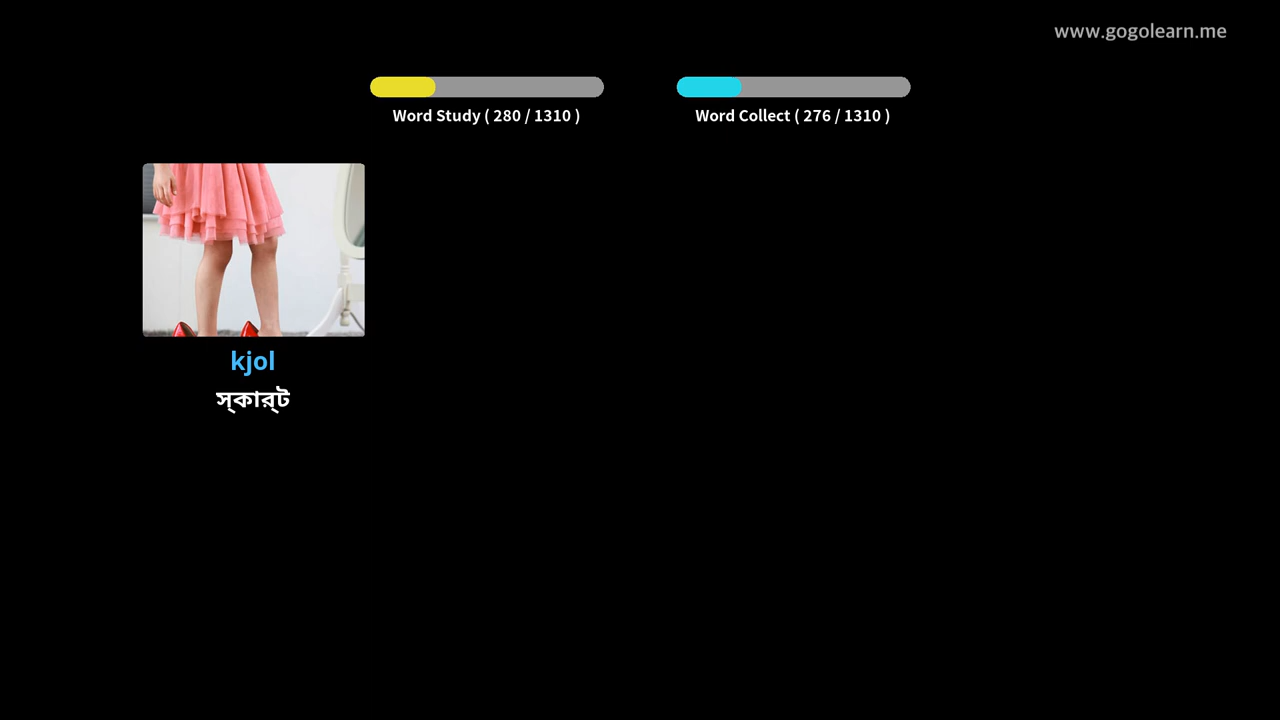 www.gogolearn.me
Word Study ( 280 / 1310 )
Word Collect ( 276 / 1310 )
kjol
স্কার্ট